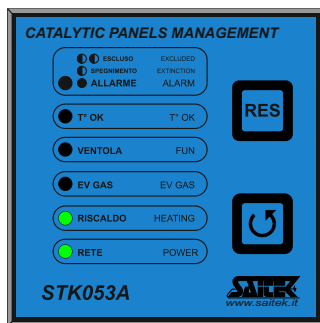 CATALYTIC PANELS MANAGEMENT
ESCLUSO EXCLUDED
SPEGNIMENTO EXTINCTION
ALLARME ALARM
T° OK T° OK
RES
VENTOLA FUN
EV GAS EV GAS
RISCALDO HEATING
RETE POWER
STK053A
SAITEK
www.saitek.it